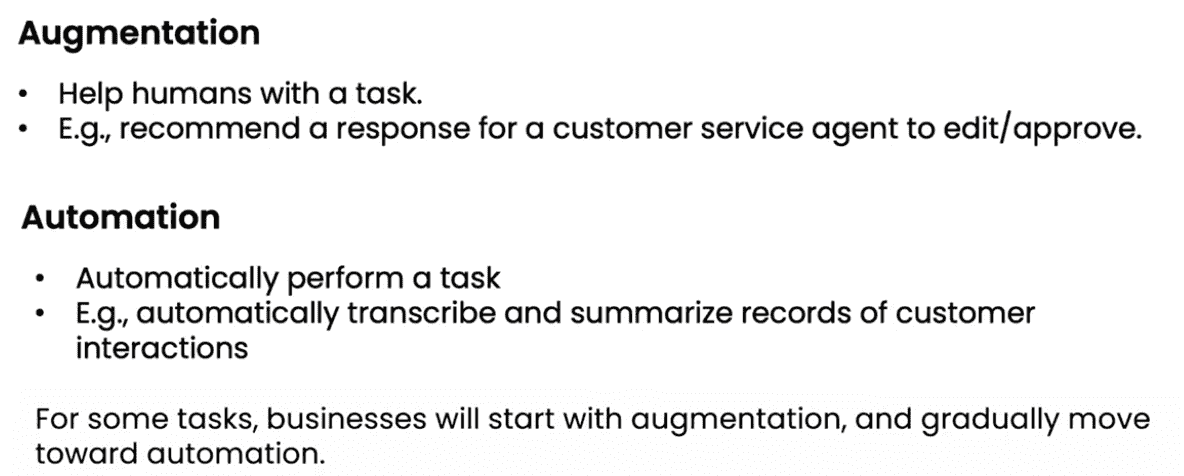 Augmentation
• Help humans with a task.
• E.g., recommend a response for a customer service agent to edit/approve.
Automation
• Automatically perform a task
• E.g., automatically transcribe and summarize records of customer
interactions
For some tasks, businesses will start with augmentation, and gradually move
toward automation.